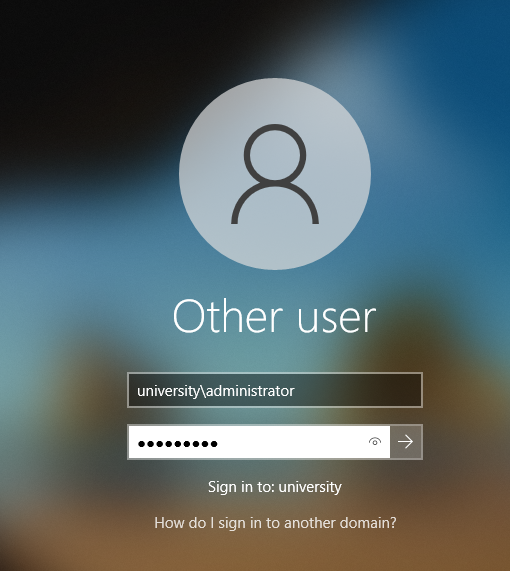 Other user
university\administrator
●●●●●●●●●
Sign in to: university
How do I sign in to another domain?